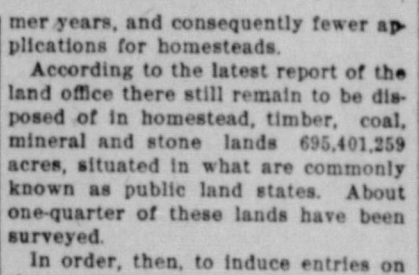 mer years, and consequently fewer ap-
plications for homesteads.
According to the latest report of the
land office there still remain to be dis-
posed of in homestead, timber, coal,
mineral and stone lands 695,401,259
acres, situated in what are commonly
known as public land states. About
one-quarter of these lands have been
surveyed.
In order, then, to induce entries on